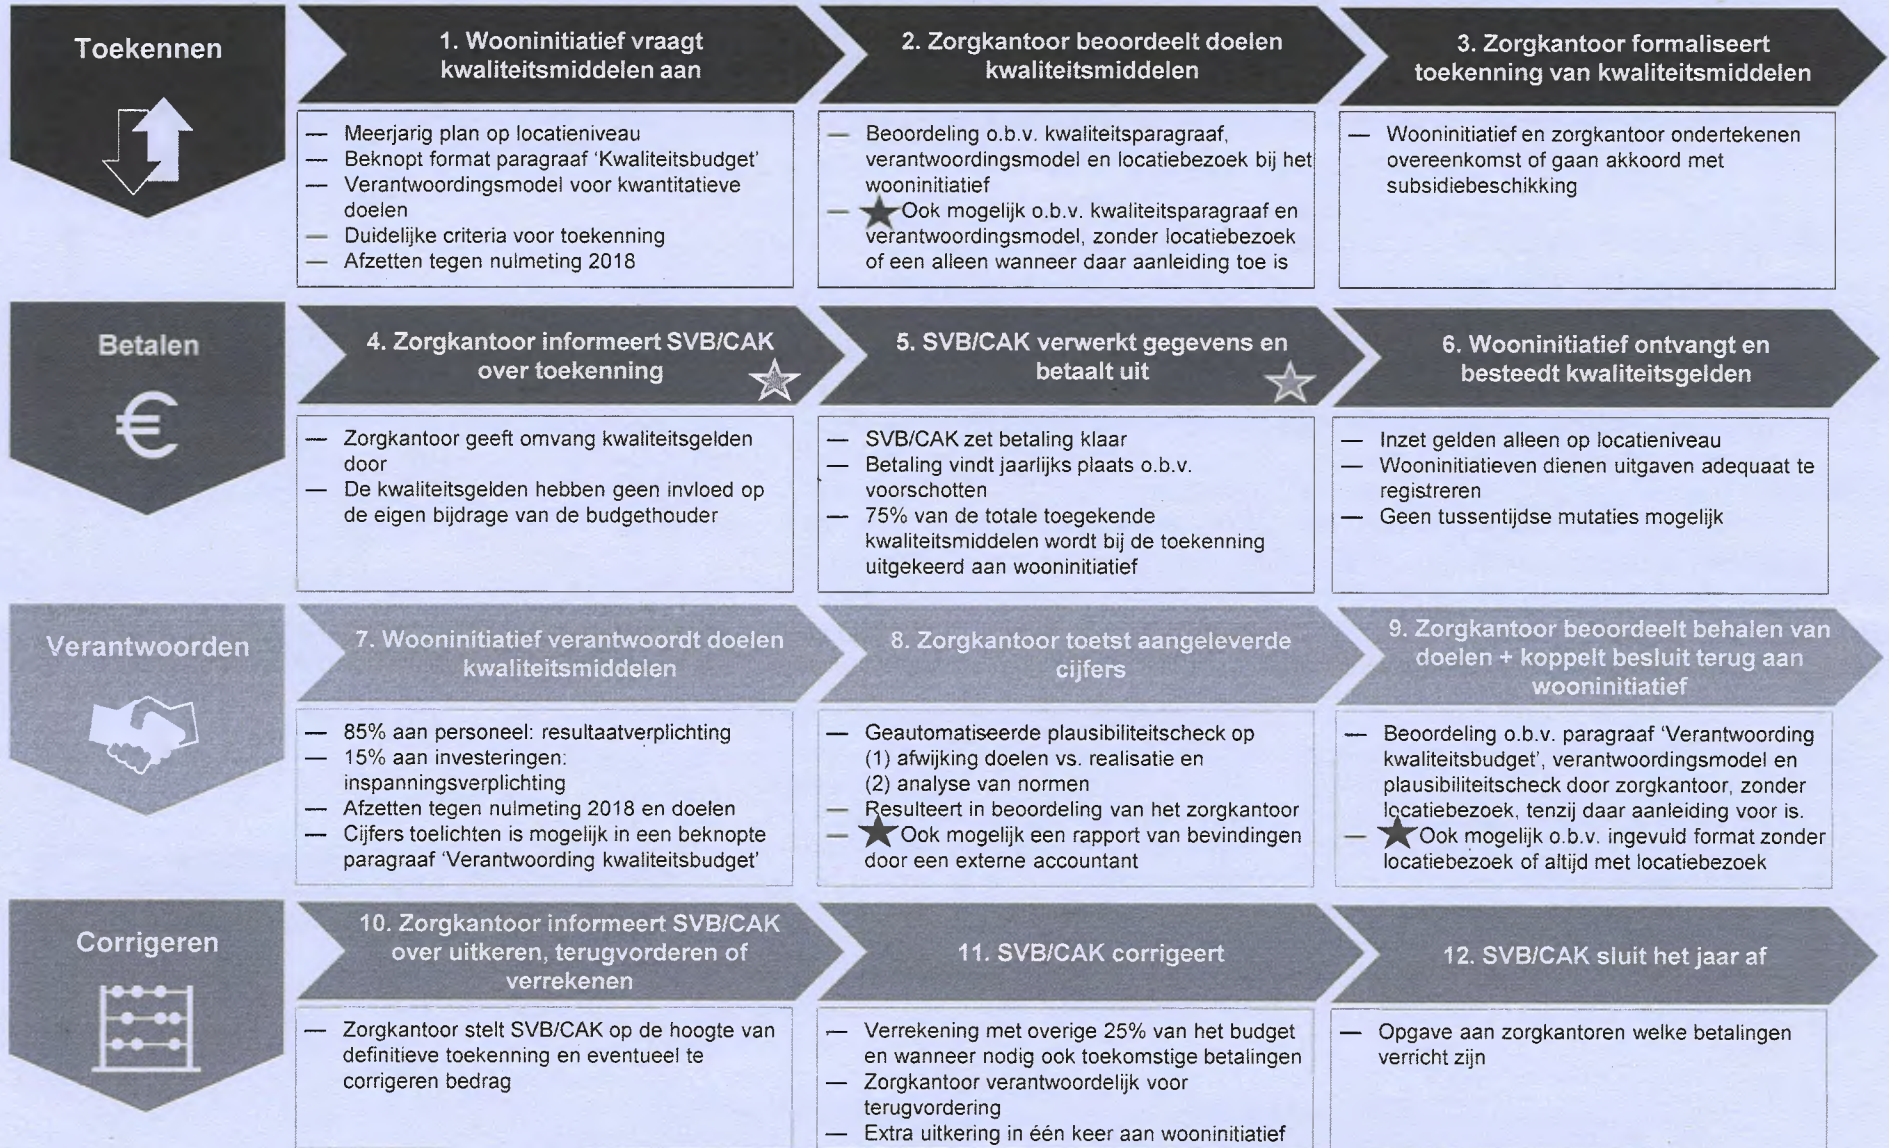 Toekennen
1. Wooninitiatief vraagt
kwaliteitsmiddelen aan
— Meerjarig plan op locatieniveau
— Beknopt format paragraaf 'Kwaliteitsbudget'
— Verantwoordingsmodel voor kwantitatieve
doelen
— Duidelijke criteria voor toekenning
— Afzetten tegen nulmeting 2018
2. Zorgkantoor beoordeelt doelen
kwaliteitsmiddelen
— Beoordeling o.b.v. kwaliteitsparagraaf,
verantwoordingsmodel en locatiebezoek bij het
wooninitiatief
— ★ Ook mogelijk o.b.v. kwaliteitsparagraaf en
verantwoordingsmodel, zonder locatiebezoek
of een alleen wanneer daar aanleiding toe is
3. Zorgkantoor formaliseert
toekenning van kwaliteitsmiddelen
— Wooninitiatief en zorgkantoor ondertekenen
overeenkomst of gaan akkoord met
subsidiebeschikking
Betalen
€
4. Zorgkantoor informeert SVB/CAK
over toekenning
— Zorgkantoor geeft omvang kwaliteitsgelden
door
— De kwaliteitsgelden hebben geen invloed op
de eigen bijdrage van de budgethouder
5. SVB/CAK verwerkt gegevens en
betaalt uit
— SVB/CAK zet betaling klaar
— Betaling vindt jaarlijks plaats o.b.v.
voorschotten
— 75% van de totale toegekende
kwaliteitsmiddelen wordt bij de toekenning
uitgekeerd aan wooninitiatief
6. Wooninitiatief ontvangt en
besteedt kwaliteitsgelden
— Inzet gelden alleen op locatieniveau
— Wooninitiatieven dienen uitgaven adequaat te
registreren
— Geen tussentijdse mutaties mogelijk
Verantwoorden
7. Wooninitiatief verantwoordt doelen
kwaliteitsmiddelen
— 85% aan personeel: resultaatverplichting
— 15% aan investeringen:
inspanningsverplichting
— Afzetten tegen nulmeting 2018 en doelen
— Cijfers toelichten is mogelijk in een beknopte
paragraaf 'Verantwoording kwaliteitsbudget'
8. Zorgkantoor toetst aangeleverde
cijfers
— Geautomatiseerde plausibiliteitscheck op
(1) afwijking doelen vs. realisatie en
(2) analyse van normen
— Resulteert in beoordeling van het zorgkantoor
— ★ Ook mogelijk een rapport van bevindingen
door een externe accountant
9. Zorgkantoor beoordeelt behalen van
doelen + koppelt besluit terug aan
wooninitiatief
— Beoordeling o.b.v. paragraaf 'Verantwoording
kwaliteitsbudget', verantwoordingsmodel en
plausibiliteitscheck door zorgkantoor, zonder
locatiebezoek, tenzij daar aanleiding voor is.
— ★ Ook mogelijk o.b.v. ingevuld format zonder
locatiebezoek of altijd met locatiebezoek
Corrigeren
10. Zorgkantoor informeert SVB/CAK
over uitkeren, terugvorderen of
verrekenen
— Zorgkantoor stelt SVB/CAK op de hoogte van
definitieve toekenning en eventueel te
corrigeren bedrag
11. SVB/CAK corrigeert
— Verrekening met overige 25% van het budget
en wanneer nodig ook toekomstige betalingen
— Zorgkantoor verantwoordelijk voor
terugvordering
— Extra uitkering in één keer aan wooninitiatief
12. SVB/CAK sluit het jaar af
— Opgave aan zorgkantoren welke betalingen
verricht zijn